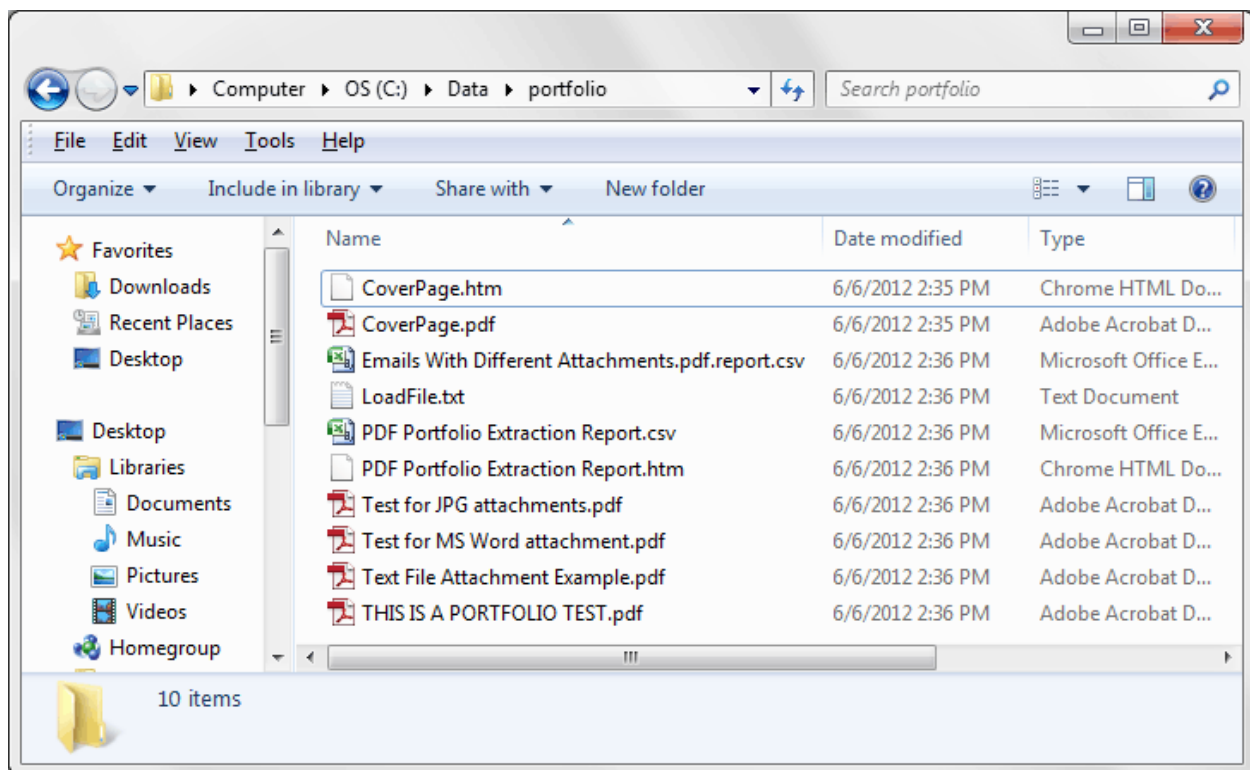 Computer OS (C:) Data portfolio Search portfolio
File Edit View Tools Help
Organize Include in library Share with New folder
Favorites
Downloads
Recent Places
Desktop
Desktop
Libraries
Documents
Music
Pictures
Videos
Homegroup
Name Date modified Type
CoverPage.htm 6/6/2012 2:35 PM Chrome HTML Do...
CoverPage.pdf 6/6/2012 2:35 PM Adobe Acrobat D...
Emails With Different Attachments.pdf.report.csv 6/6/2012 2:36 PM Microsoft Office E...
LoadFile.txt 6/6/2012 2:36 PM Text Document
PDF Portfolio Extraction Report.csv 6/6/2012 2:36 PM Microsoft Office E...
PDF Portfolio Extraction Report.htm 6/6/2012 2:36 PM Chrome HTML Do...
Test for JPG attachments.pdf 6/6/2012 2:36 PM Adobe Acrobat D...
Test for MS Word attachment.pdf 6/6/2012 2:36 PM Adobe Acrobat D...
Text File Attachment Example.pdf 6/6/2012 2:36 PM Adobe Acrobat D...
THIS IS A PORTFOLIO TEST.pdf 6/6/2012 2:36 PM Adobe Acrobat D...
10 items